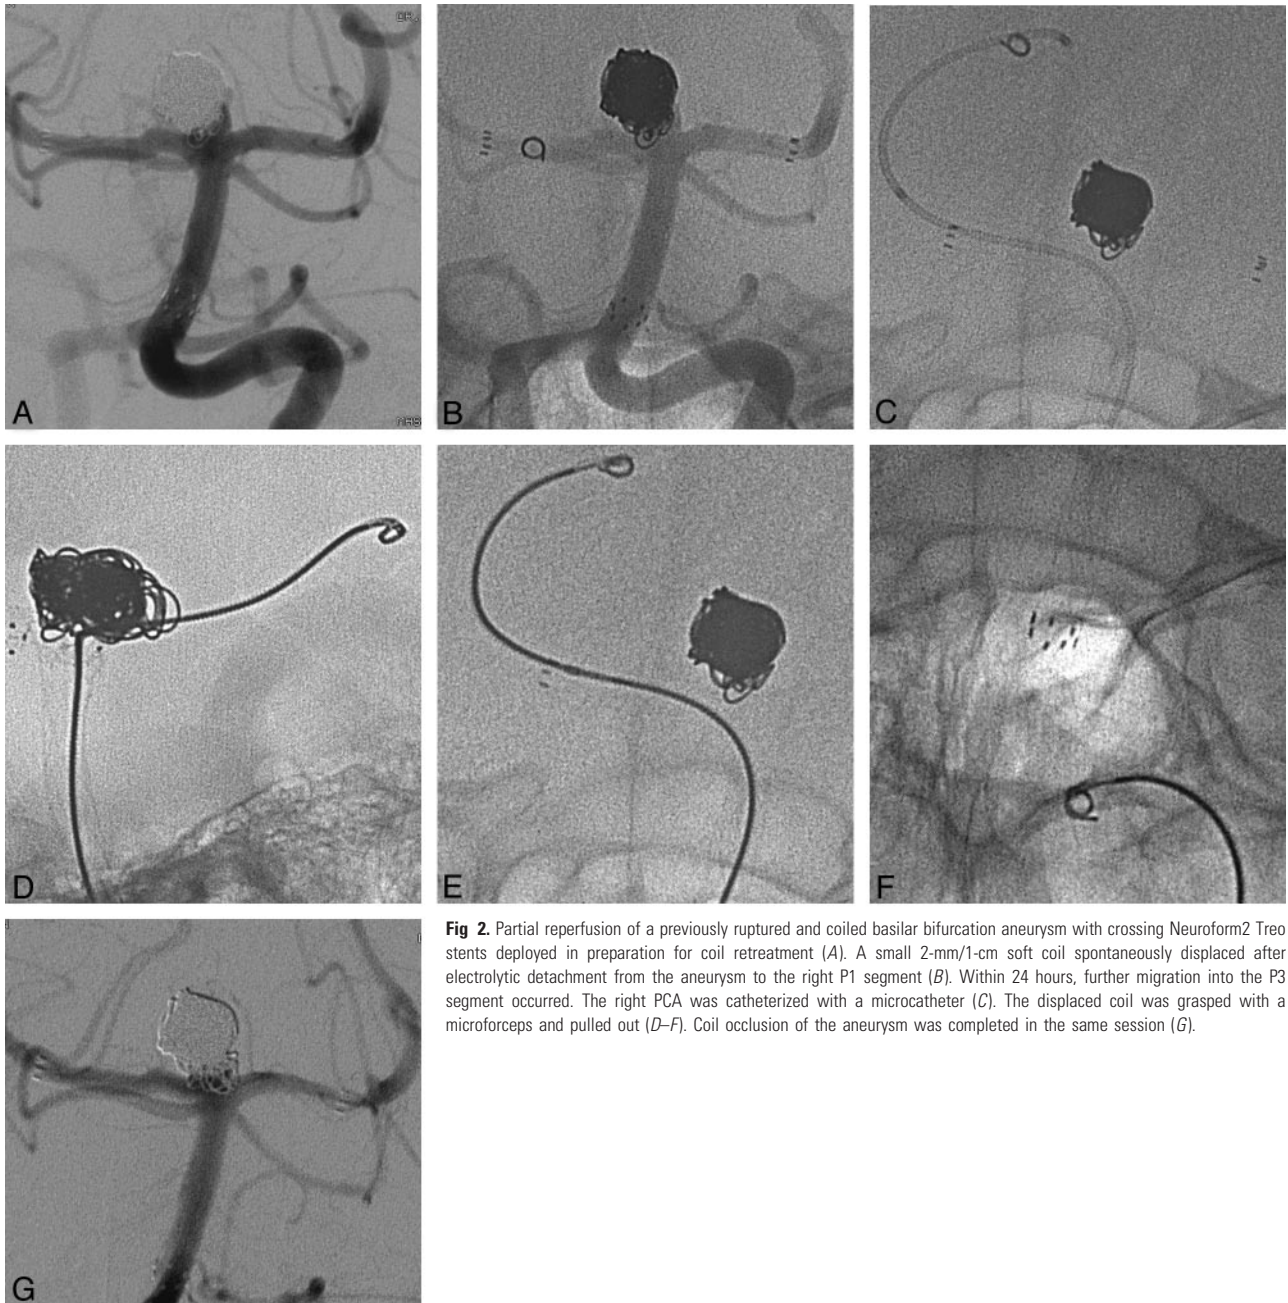 A
B
C
D
E
F
G
Fig 2. Partial reperfusion of a previously ruptured and coiled basilar bifurcation aneurysm with crossing Neuroform2 Treo
stents deployed in preparation for coil retreatment (A). A small 2-mm/1-cm soft coil spontaneously displaced after
electrolytic detachment from the aneurysm to the right P1 segment (B). Within 24 hours, further migration into the P3
segment occurred. The right PCA was catheterized with a microcatheter (C). The displaced coil was grasped with a
microforceps and pulled out (D–F). Coil occlusion of the aneurysm was completed in the same session (G).